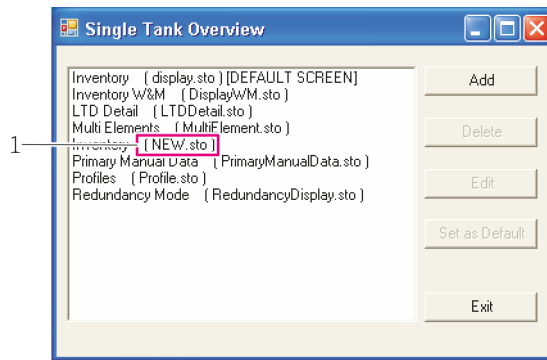 Single Tank Overview
Inventory ( display.sto ) [DEFAULT SCREEN]
Inventory W&M ( DisplayWM.sto )
LTD Detail ( LTDDetail.sto )
Multi Elements ( MultiElement.sto )
Inventory ( NEW.sto )
Primary Manual Data ( PrimaryManualData.sto )
Profiles ( Profile.sto )
Redundancy Mode ( RedundancyDisplay.sto )
Add
Delete
Edit
Set as Default
Exit
1